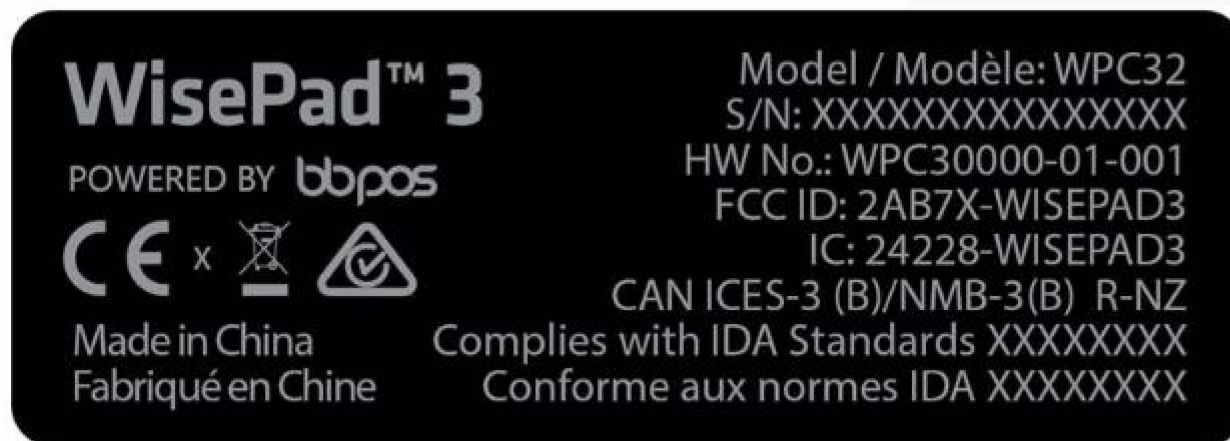 WisePad™ 3
POWERED BY bbpos
CE x
Made in China
Fabriqué en Chine
Model / Modèle: WPC32
S/N: XXXXXXXXXXXXXXX
HW No.: WPC30000-01-001
FCC ID: 2AB7X-WISEPAD3
IC: 24228-WISEPAD3
CAN ICES-3 (B)/NMB-3(B) R-NZ
Complies with IDA Standards XXXXXXXX
Conforme aux normes IDA XXXXXXXX